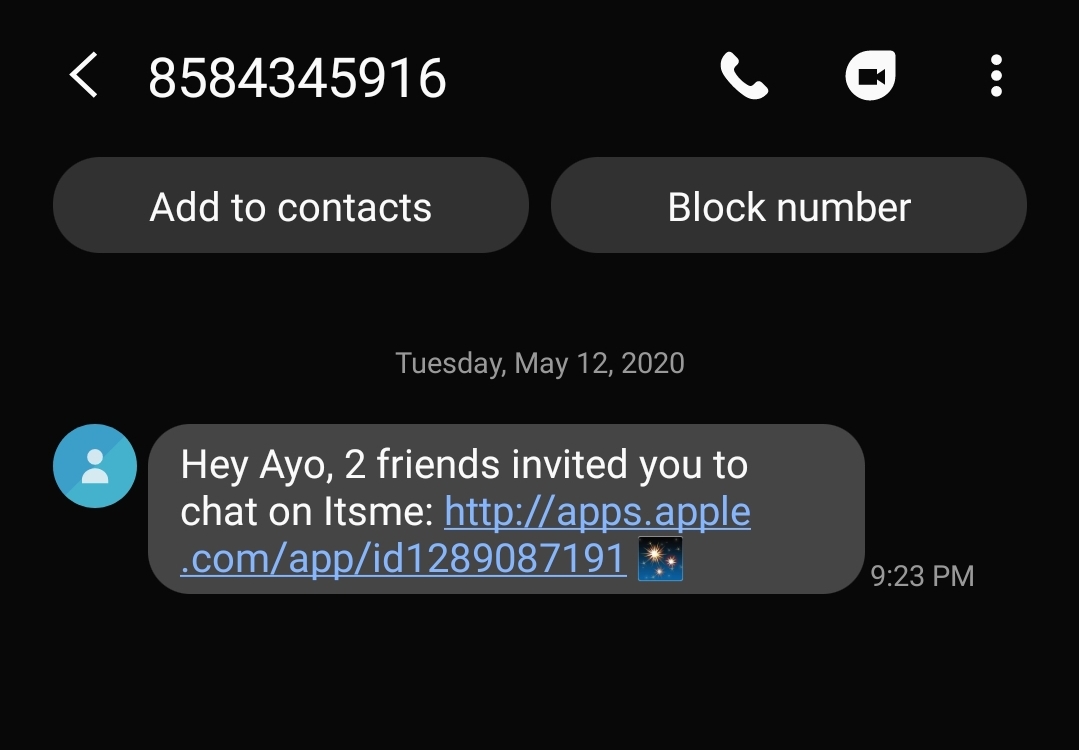 8584345916
Add to contacts
Block number
Tuesday, May 12, 2020
Hey Ayo, 2 friends invited you to
chat on Itsme: http://apps.apple
.com/app/id1289087191 🎇
9:23 PM